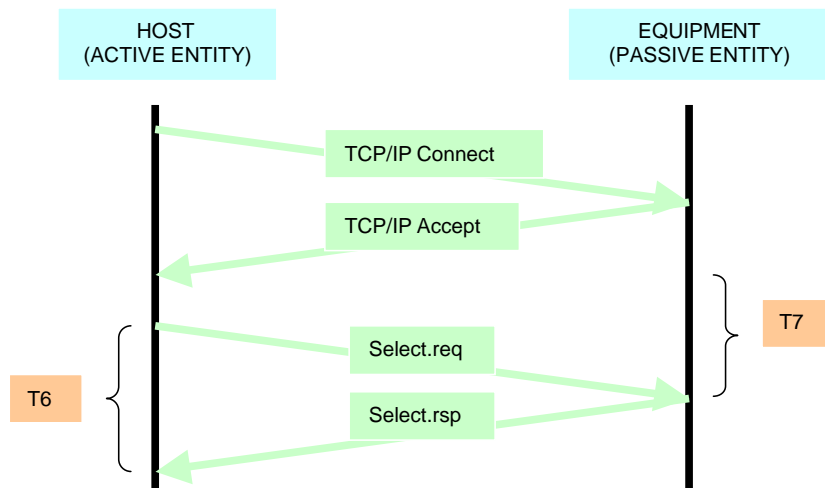 HOST
(ACTIVE ENTITY)
EQUIPMENT
(PASSIVE ENTITY)
TCP/IP Connect
TCP/IP Accept
T7
Select.req
T6
Select.rsp